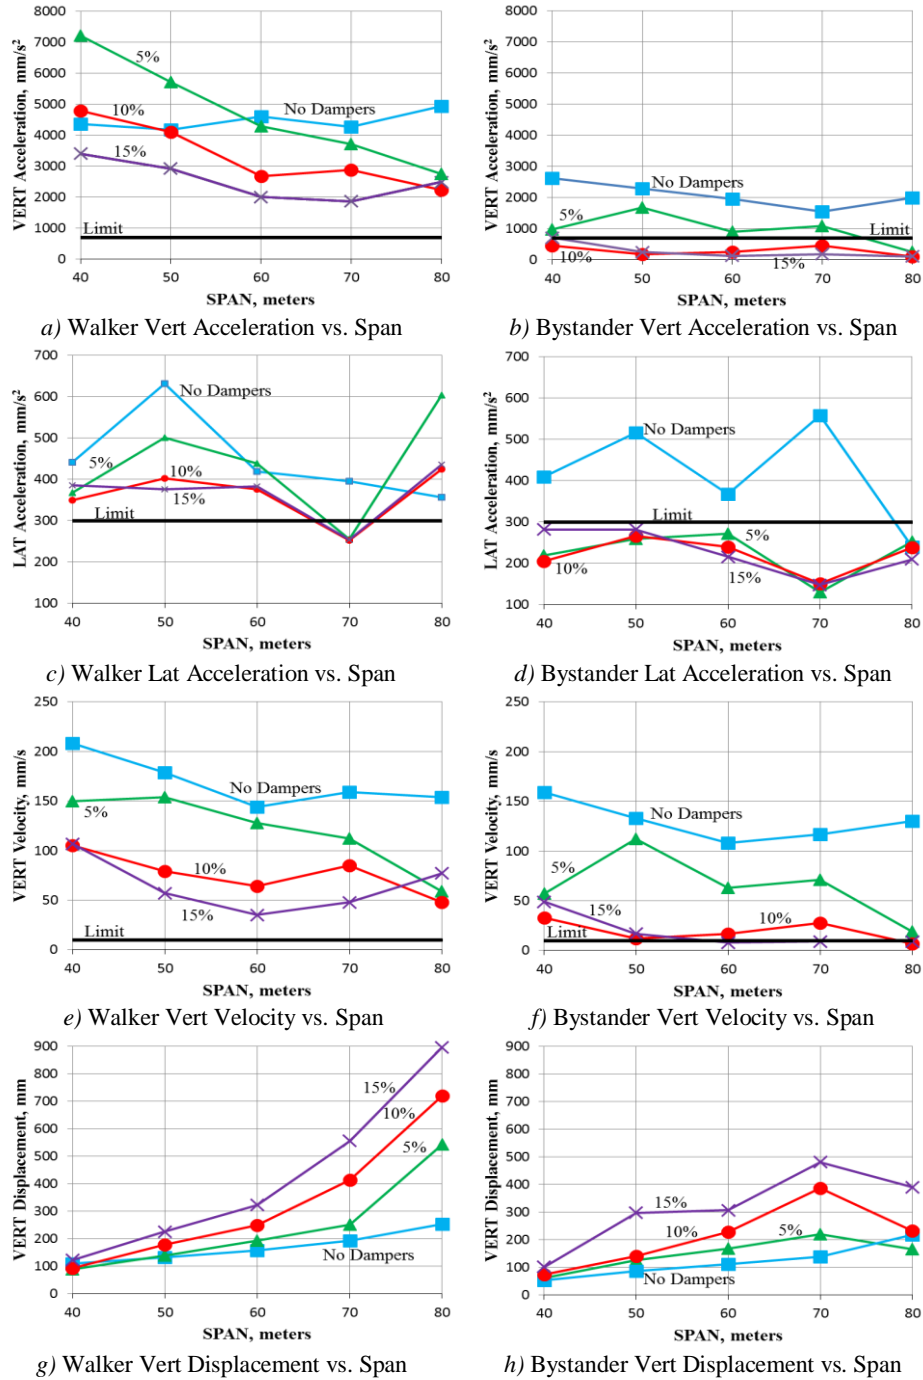 8000
7000
6000
5000
4000
3000
2000
1000
0
VERT Acceleration, mm/s²
5%
10%
15%
No Dampers
Limit
40 50 60 70 80
SPAN, meters
a) Walker Vert Acceleration vs. Span
8000
7000
6000
5000
4000
3000
2000
1000
0
VERT Acceleration, mm/s²
No Dampers
5%
Limit
10%
15%
40 50 60 70 80
SPAN, meters
b) Bystander Vert Acceleration vs. Span
700
600
500
400
300
200
100
LAT Acceleration, mm/s²
No Dampers
5%
10%
15%
Limit
40 50 60 70 80
SPAN, meters
c) Walker Lat Acceleration vs. Span
700
600
500
400
300
200
100
LAT Acceleration, mm/s²
No Dampers
Limit
5%
10%
15%
40 50 60 70 80
SPAN, meters
d) Bystander Lat Acceleration vs. Span
250
200
150
100
50
0
VERT Velocity, mm/s
No Dampers
5%
10%
15%
Limit
40 50 60 70 80
SPAN, meters
e) Walker Vert Velocity vs. Span
250
200
150
100
50
0
VERT Velocity, mm/s
No Dampers
5%
15%
10%
Limit
40 50 60 70 80
SPAN, meters
f) Bystander Vert Velocity vs. Span
900
800
700
600
500
400
300
200
100
0
VERT Displacement, mm
15%
10%
5%
No Dampers
40 50 60 70 80
SPAN, meters
g) Walker Vert Displacement vs. Span
900
800
700
600
500
400
300
200
100
0
VERT Displacement, mm
15%
10%
5%
No Dampers
40 50 60 70 80
SPAN, meters
h) Bystander Vert Displacement vs. Span